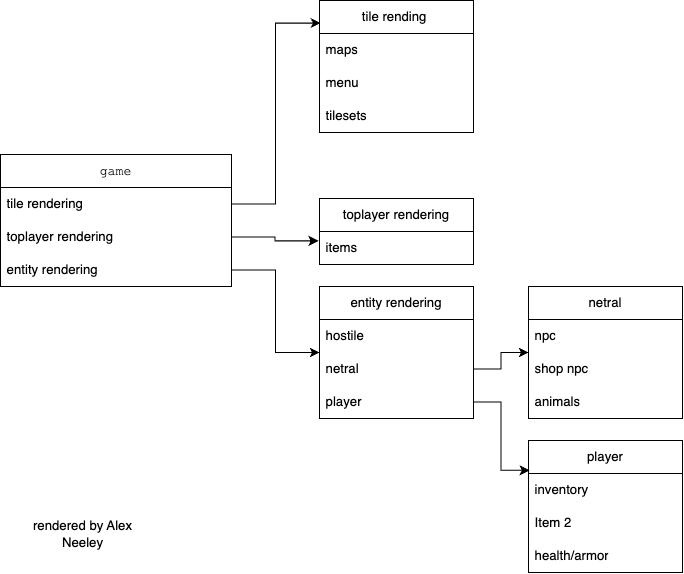 tile rending
maps
menu
tilesets
game
tile rendering
toplayer rendering
entity rendering
toplayer rendering
items
entity rendering
hostile
netral
player
netral
npc
shop npc
animals
player
inventory
Item 2
health/armor
rendered by Alex
Neeley